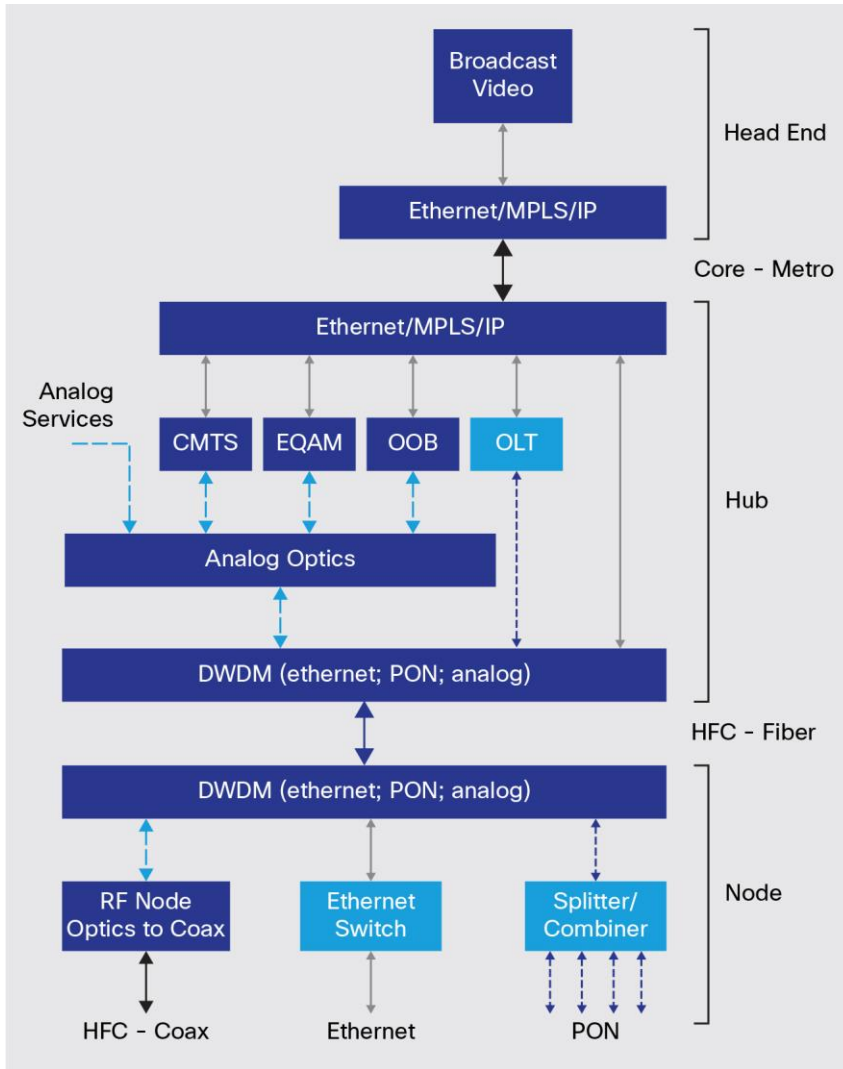 Broadcast
Video
Head End
Ethernet/MPLS/IP
Core - Metro
Ethernet/MPLS/IP
Analog
Services
CMTS
EQAM
OOB
OLT
Hub
Analog Optics
DWDM (ethernet; PON; analog)
HFC - Fiber
DWDM (ethernet; PON; analog)
RF Node
Optics to Coax
Ethernet
Switch
Splitter/
Combiner
Node
HFC - Coax
Ethernet
PON